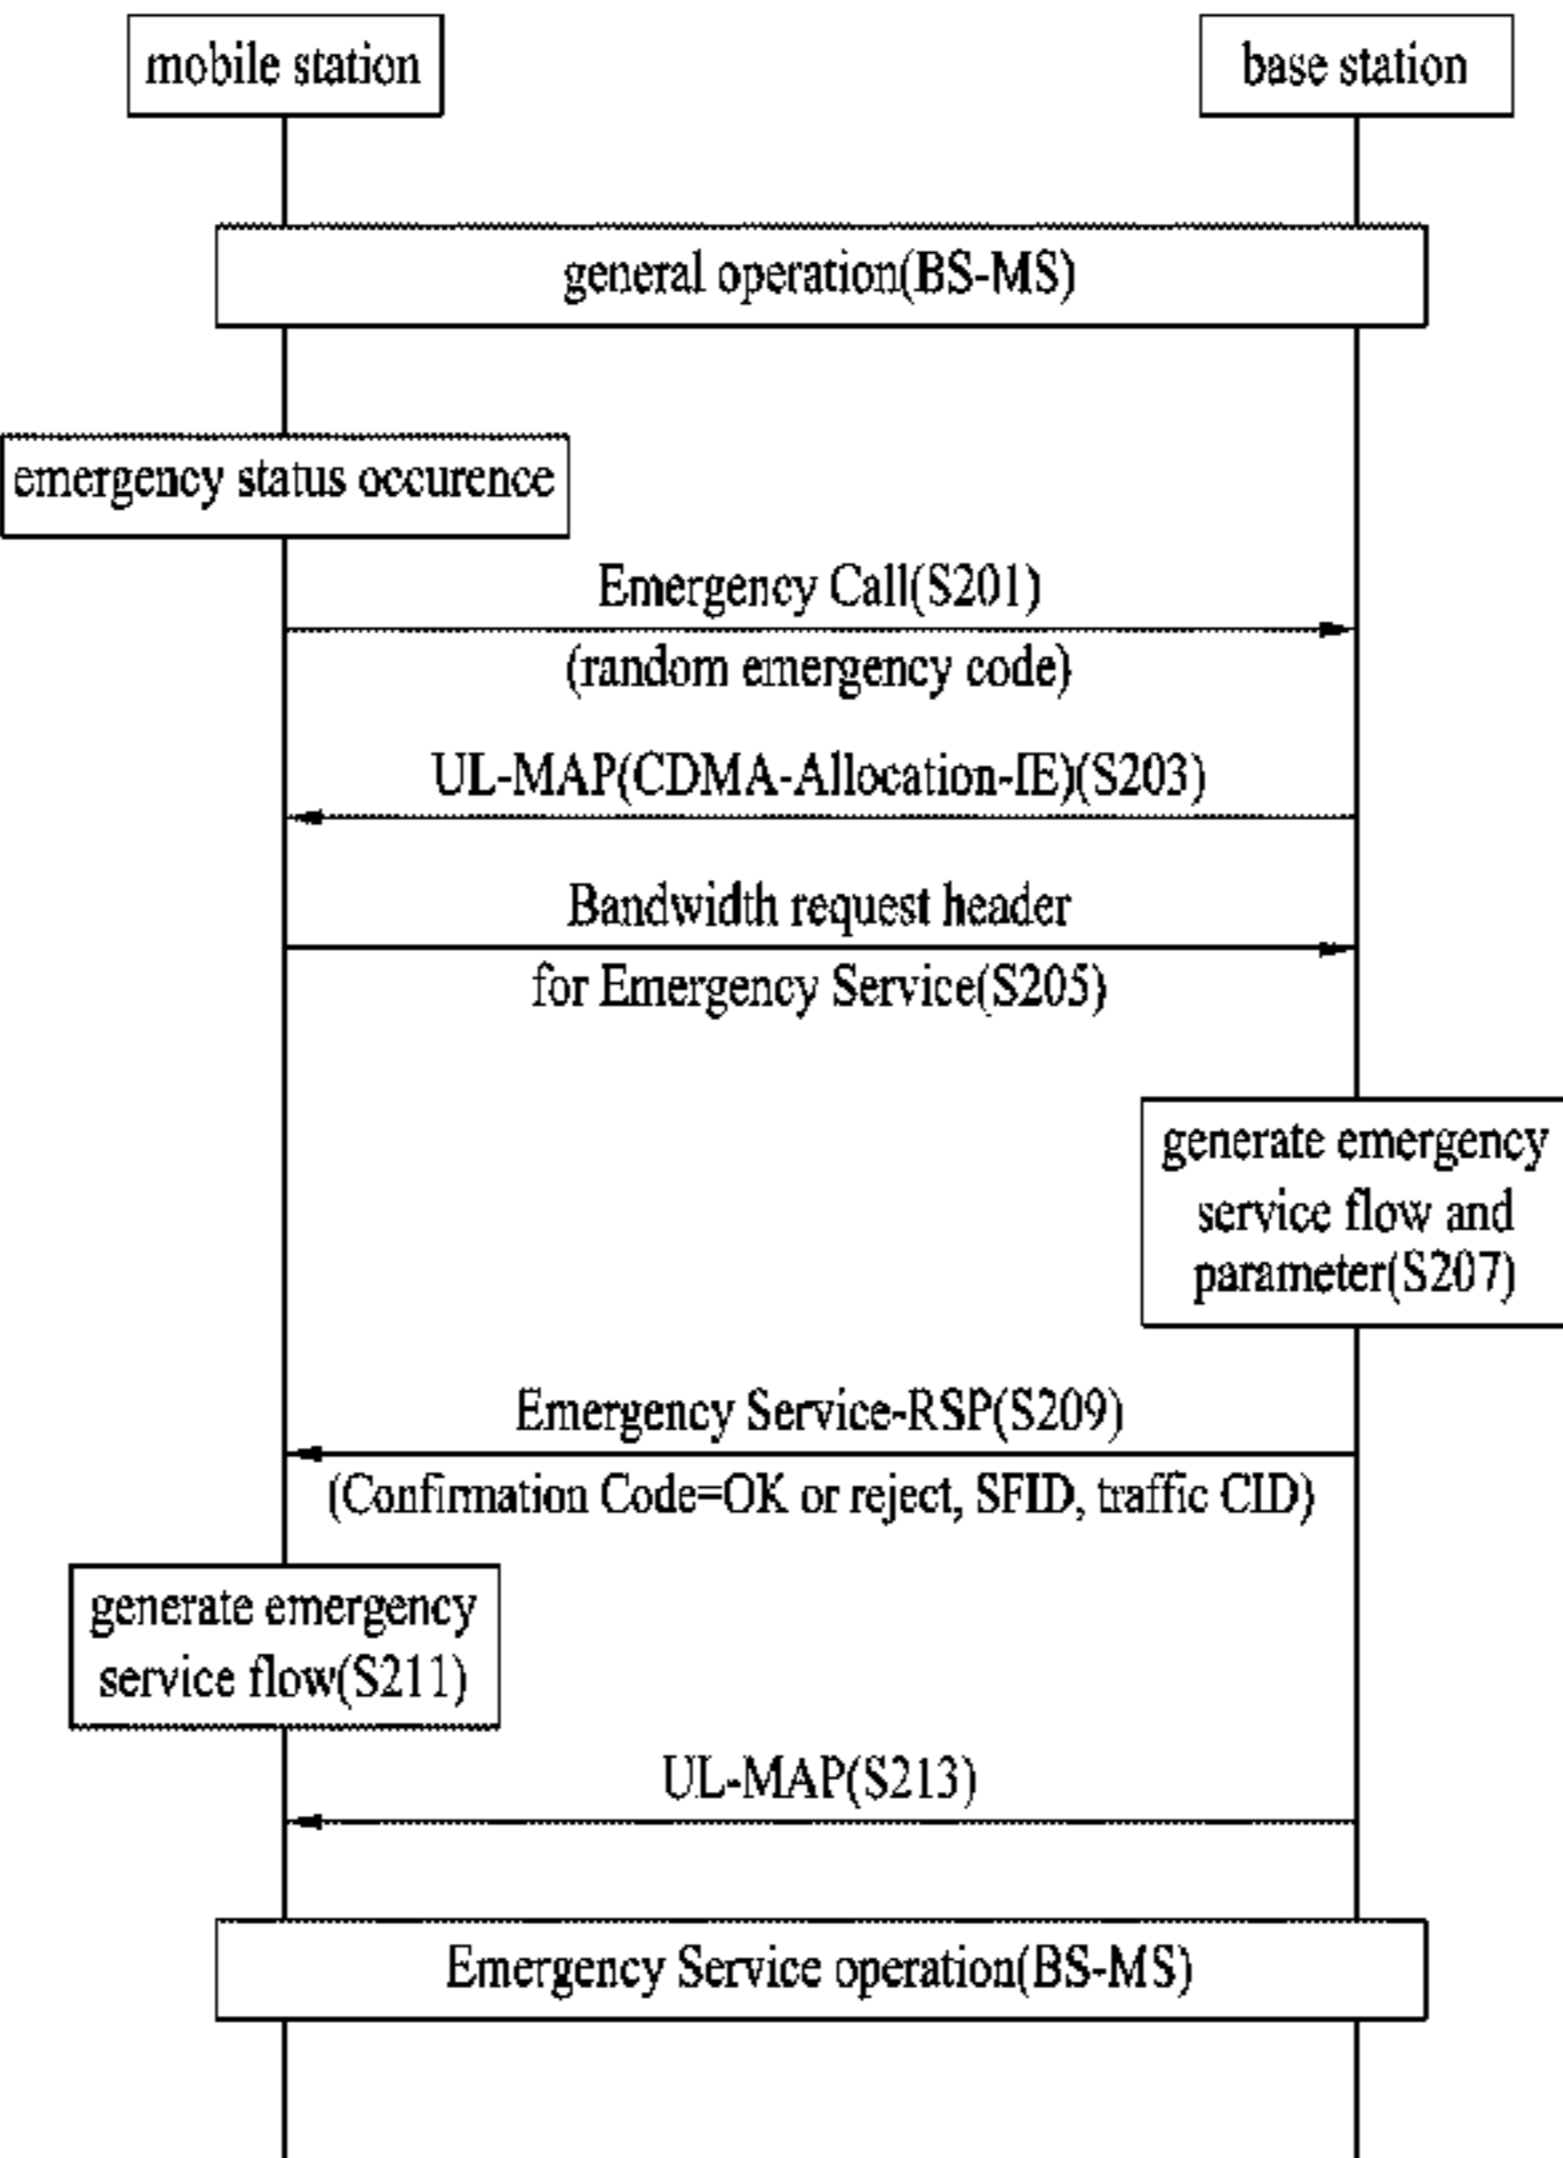 mobile station
base station
general operation(BS-MS)
emergency status occurence
Emergency Call(S201)
(random emergency code)
UL-MAP(CDMA-Allocation-IE)(S203)
Bandwidth request header
for Emergency Service(S205)
generate emergency
service flow and
parameter(S207)
Emergency Service-RSP(S209)
(Confirmation Code=OK or reject, SFID, traffic CID)
generate emergency
service flow(S211)
UL-MAP(S213)
Emergency Service operation(BS-MS)